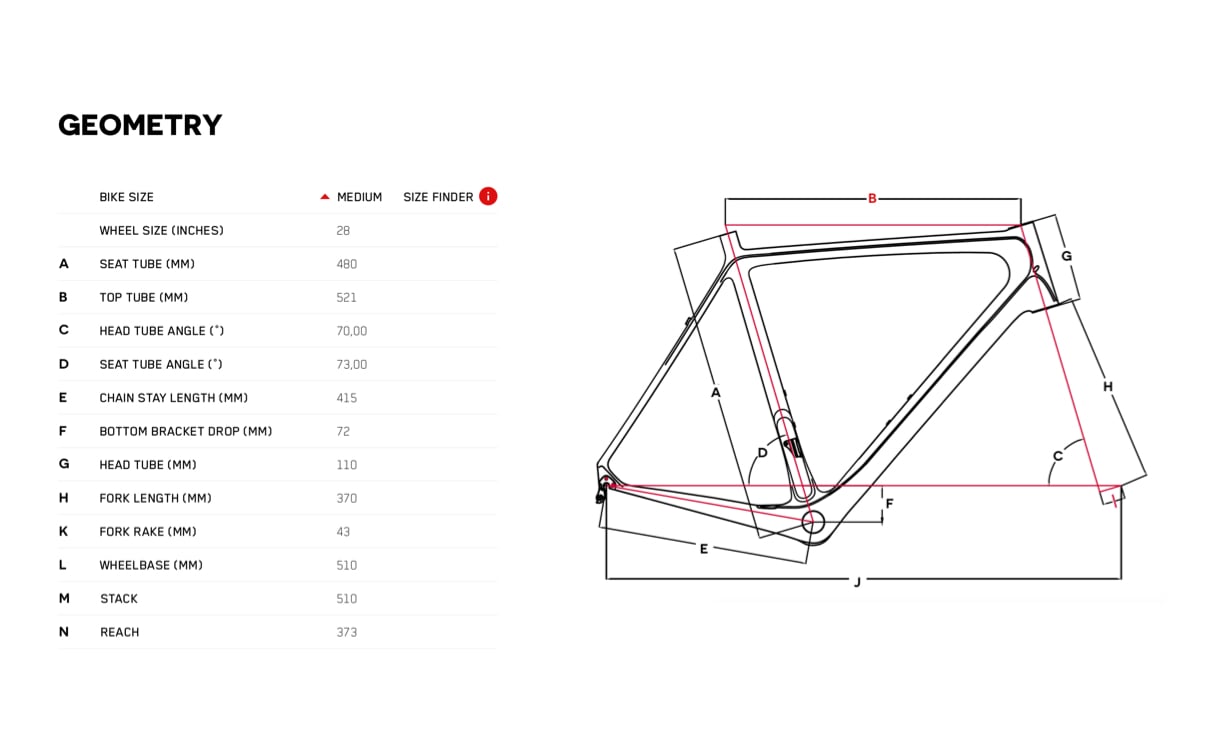 GEOMETRY
BIKE SIZE MEDIUM SIZE FINDER i
WHEEL SIZE (INCHES) 28
A SEAT TUBE (MM) 480
B TOP TUBE (MM) 521
C HEAD TUBE ANGLE (°) 70,00
D SEAT TUBE ANGLE (°) 73,00
E CHAIN STAY LENGTH (MM) 415
F BOTTOM BRACKET DROP (MM) 72
G HEAD TUBE (MM) 110
H FORK LENGTH (MM) 370
K FORK RAKE (MM) 43
L WHEELBASE (MM) 510
M STACK 510
N REACH 373
B
G
H
A
D
C
F
I
E
J